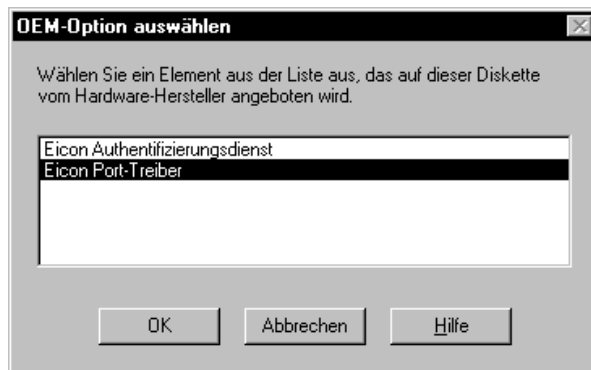 OEM-Option auswählen
Wählen Sie ein Element aus der Liste aus, das auf dieser Diskette
vom Hardware-Hersteller angeboten wird.
Eicon Authentifizierungsdienst
Eicon Port-Treiber
OK Abbrechen Hilfe